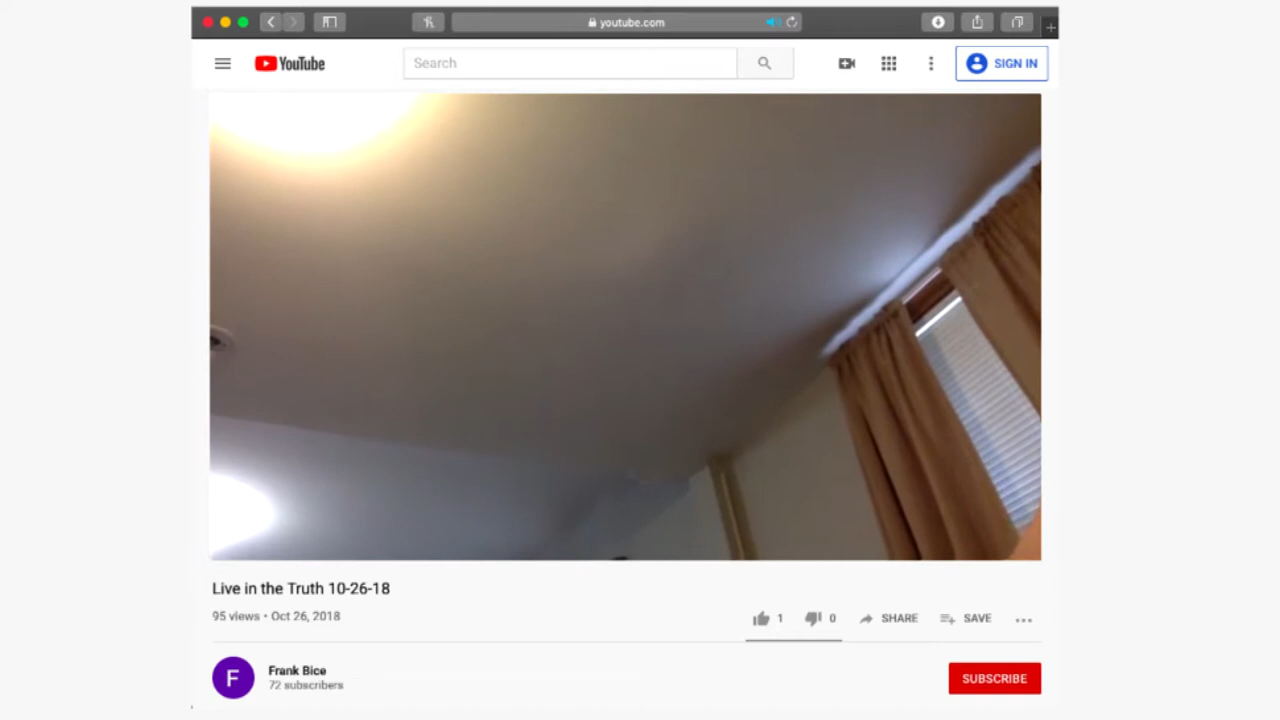 youtube.com
YouTube
Search
SIGN IN
Live in the Truth 10-26-18
95 views • Oct 26, 2018
1
0
SHARE
SAVE
F
Frank Bice
72 subscribers
SUBSCRIBE